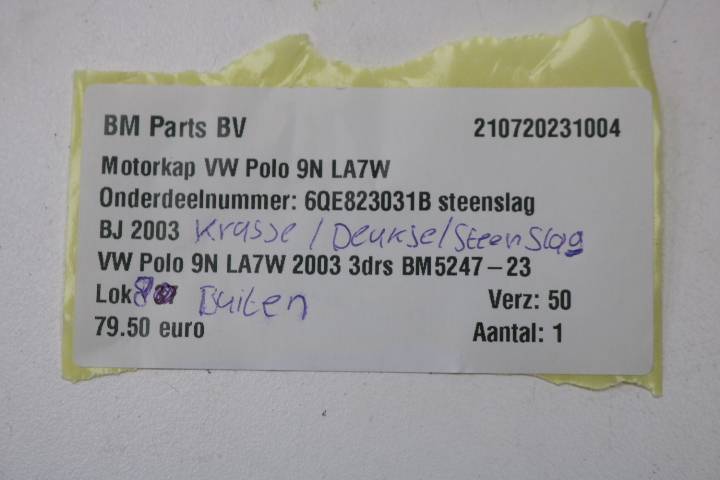 BM Parts BV 210720231004
Motorkap VW Polo 9N LA7W
Onderdeelnummer: 6QE823031B steenslag
BJ 2003 Krasse / Deukse / Steenslag
VW Polo 9N LA7W 2003 3drs BM5247-23
Lok Buiten Verz: 50
79.50 euro Aantal: 1